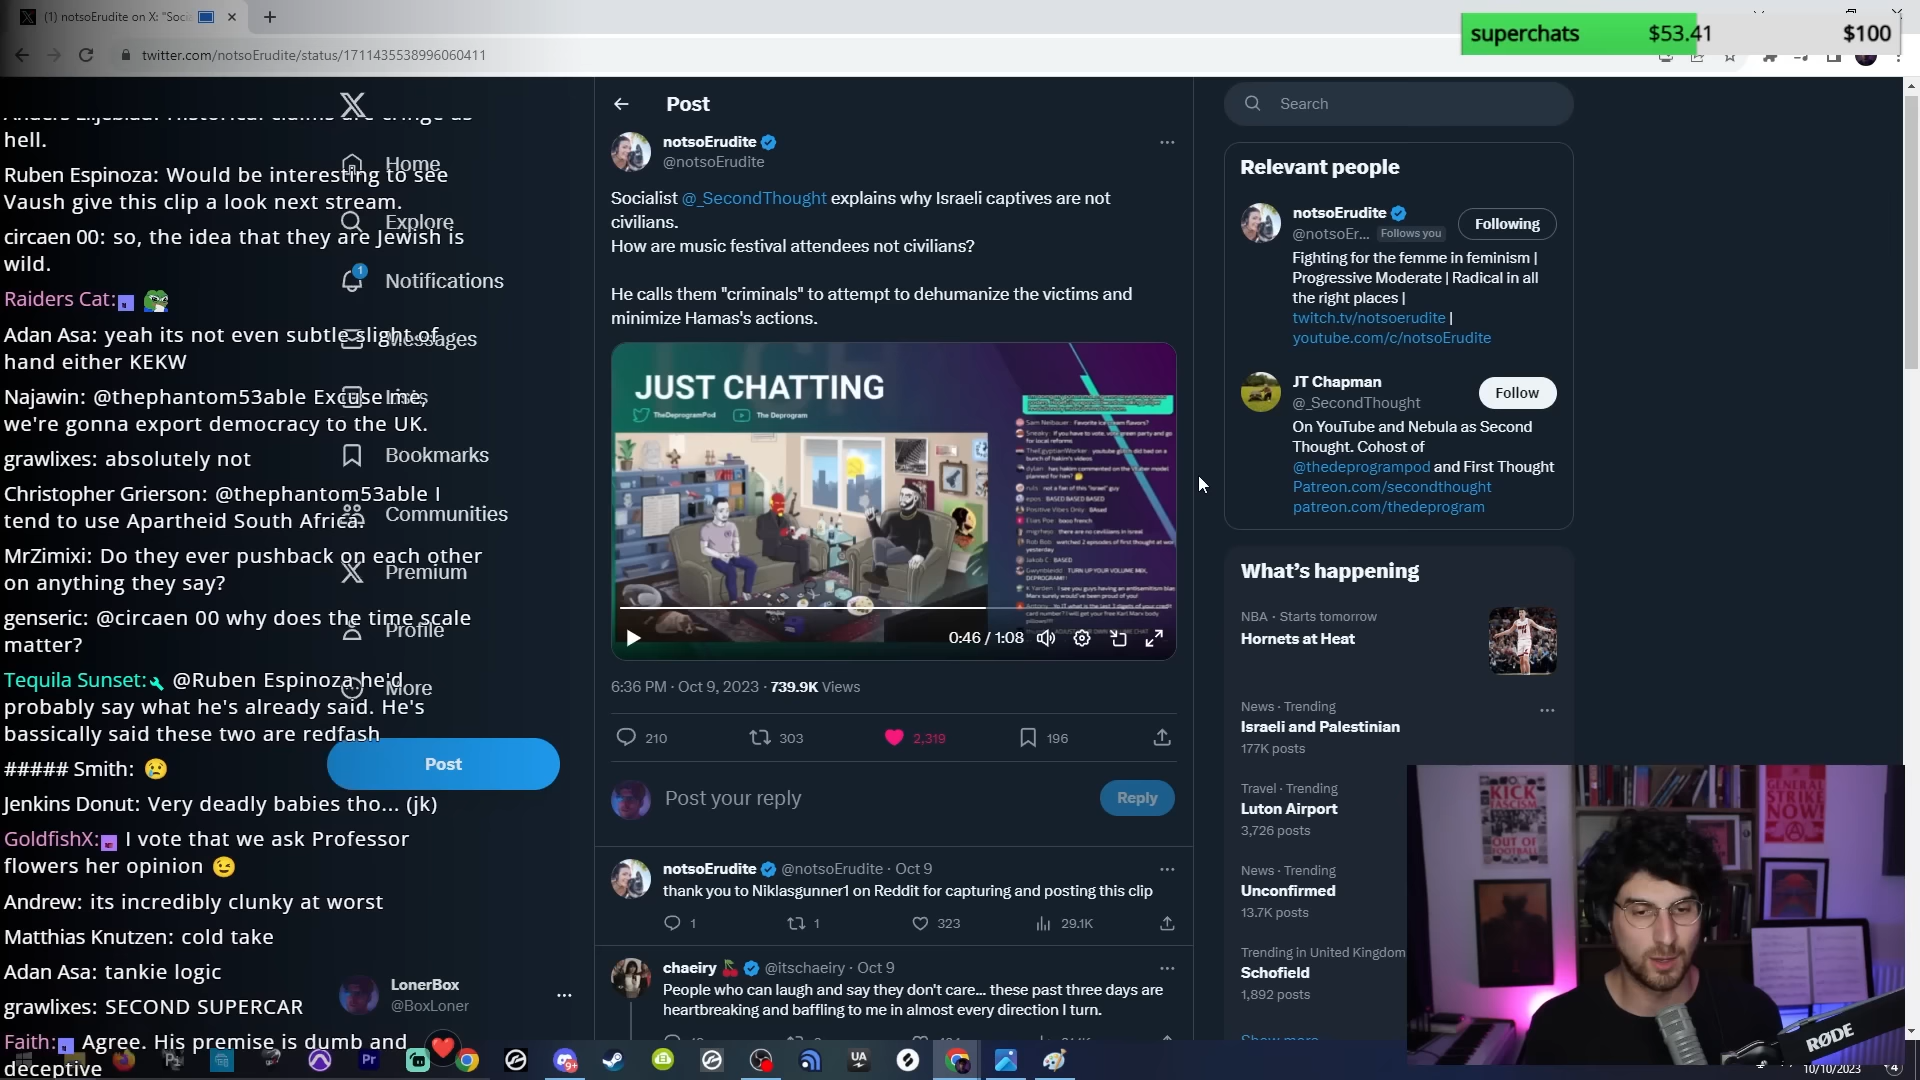 (1) notsoErudite on X: "Soci
superchats $53.41 $100
twitter.com/notsoErudite/status/1711435538996060411
hell.
Ruben Espinoza: Would be interesting to see
Vaush give this clip a look next stream.
circaen 00: so, the idea that they are Jewish is
wild.
Raiders Cat:
Adan Asa: yeah its not even subtle slight of
hand either KEKW
Najawin: @thephantom53able Excuse me,
we're gonna export democracy to the UK.
grawlixes: absolutely not
Christopher Grierson: @thephantom53able I
tend to use Apartheid South Africa.
MrZimixi: Do they ever pushback on each other
on anything they say?
genseric: @circaen 00 why does the time scale
matter?
Tequila Sunset: @Ruben Espinoza he'd
probably say what he's already said. He's
bassically said these two are redfash
##### Smith: 😢
Jenkins Donut: Very deadly babies tho... (jk)
GoldfishX: I vote that we ask Professor
flowers her opinion 😉
Andrew: its incredibly clunky at worst
Matthias Knutzen: cold take
Adan Asa: tankie logic
grawlixes: SECOND SUPERCAR
Faith: Agree. His premise is dumb and
deceptive
Home
Explore
Notifications
Messages
Lists
Bookmarks
Communities
Premium
Profile
More
Post
LonerBox
@BoxLoner
Post
notsoErudite
@notsoErudite
Socialist @_SecondThought explains why Israeli captives are not
civilians.
How are music festival attendees not civilians?
He calls them "criminals" to attempt to dehumanize the victims and
minimize Hamas's actions.
JUST CHATTING
TheDeprogramPod The Deprogram
0:46 / 1:08
6:36 PM · Oct 9, 2023 · 739.9K Views
210 303 2,319 196
Post your reply
Reply
notsoErudite @notsoErudite · Oct 9
thank you to Niklasgunner1 on Reddit for capturing and posting this clip
1 1 323 29.1K
chaeiry 🍒 @itschaeiry · Oct 9
People who can laugh and say they don't care... these past three days are
heartbreaking and baffling to me in almost every direction I turn.
Search
Relevant people
notsoErudite
@notsoEr... Follows you
Following
Fighting for the femme in feminism |
Progressive Moderate | Radical in all
the right places |
twitch.tv/notsoerudite |
youtube.com/c/notsoErudite
JT Chapman
@_SecondThought
Follow
On YouTube and Nebula as Second
Thought. Cohost of
@thedeprogrampod and First Thought
Patreon.com/secondthought
patreon.com/thedeprogram
What's happening
NBA · Starts tomorrow
Hornets at Heat
News · Trending
Israeli and Palestinian
177K posts
Travel · Trending
Luton Airport
3,726 posts
News · Trending
Unconfirmed
13.7K posts
Trending in United Kingdom
Schofield
1,892 posts
Show more
KICK
FASCISM
OUT OF
FOOTBALL
GENERAL
STRIKE
NOW!
RØDE
10/10/2023